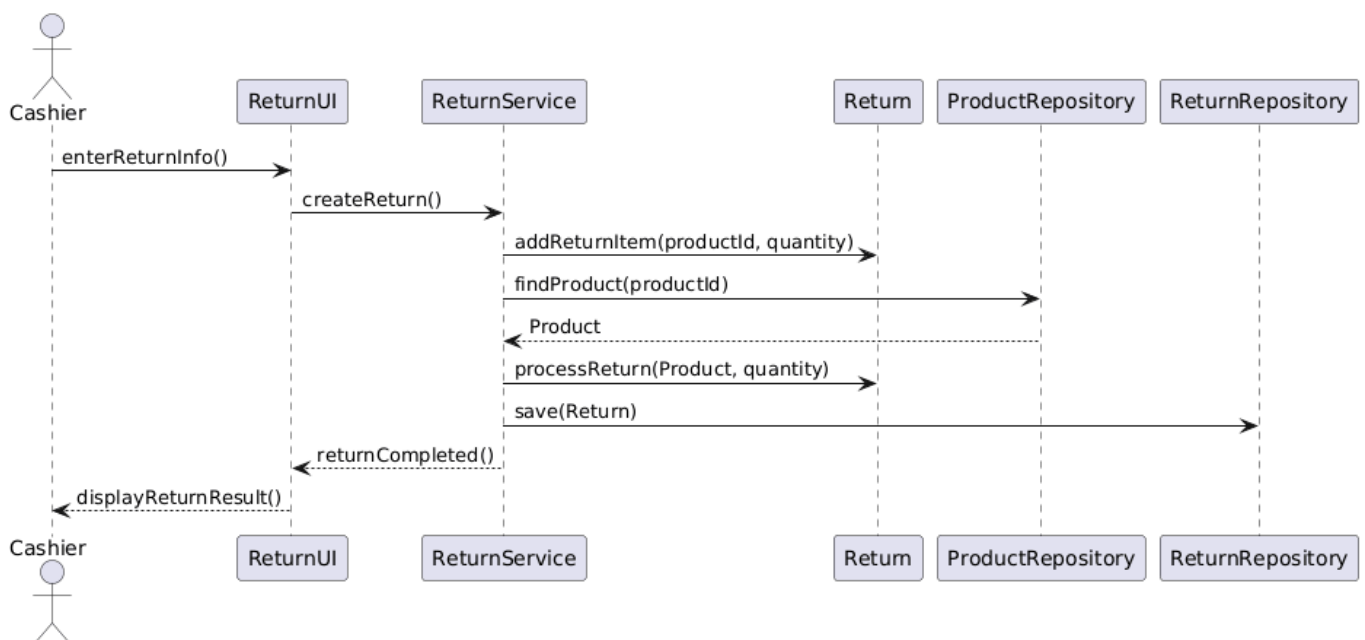 Cashier
ReturnUI
ReturnService
Return
ProductRepository
ReturnRepository
enterReturnInfo()
createReturn()
addReturnItem(productId, quantity)
findProduct(productId)
Product
processReturn(Product, quantity)
save(Return)
returnCompleted()
displayReturnResult()
Cashier
ReturnUI
ReturnService
Return
ProductRepository
ReturnRepository